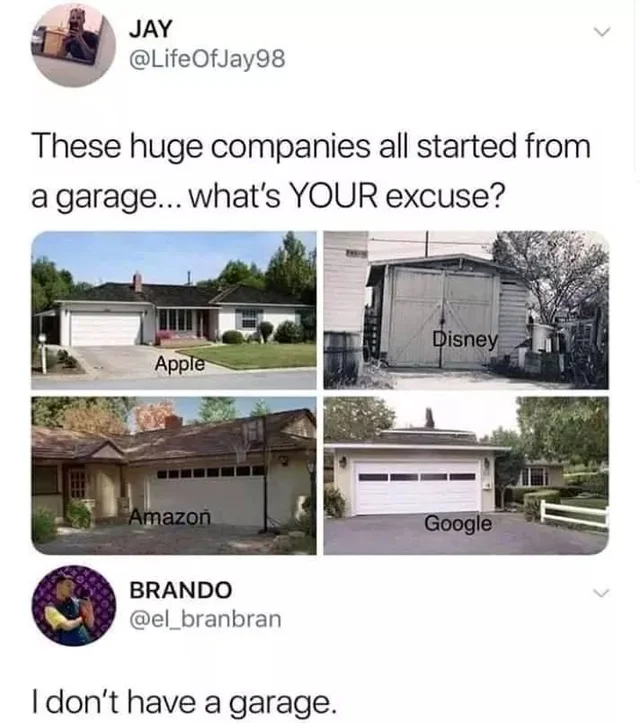 JAY
@LifeOfJay98
These huge companies all started from
a garage... what's YOUR excuse?
Apple
Disney
Amazon
Google
BRANDO
@el_branbran
I don't have a garage.